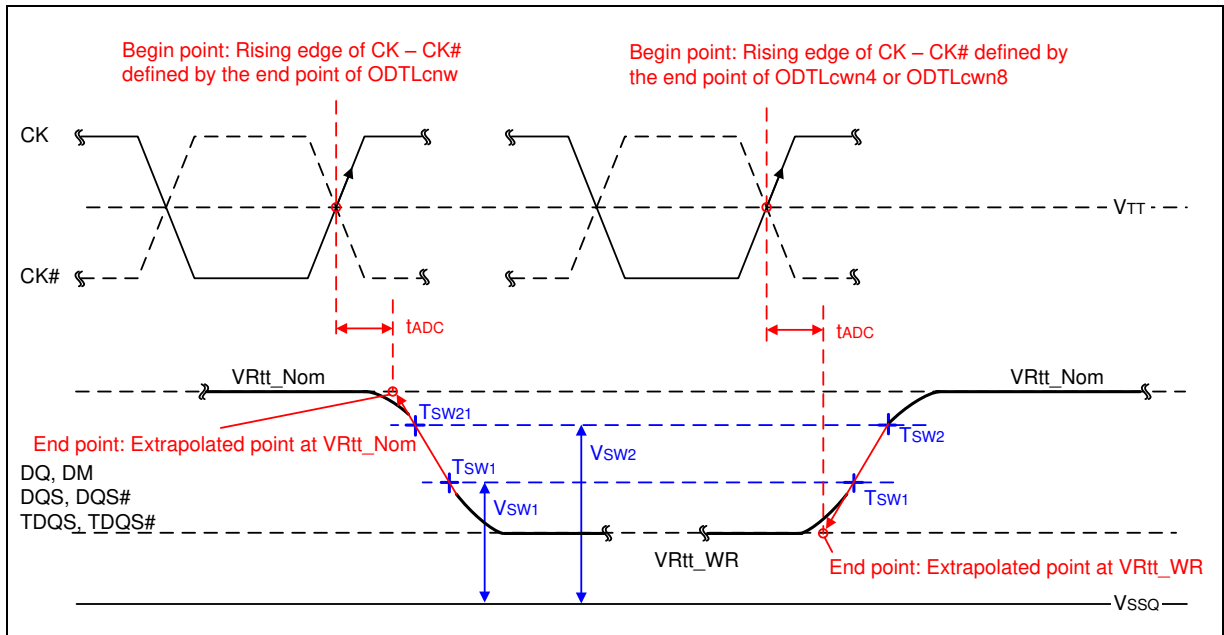 Begin point: Rising edge of CK – CK#
defined by the end point of ODTLcnw
Begin point: Rising edge of CK – CK# defined by
the end point of ODTLcwn4 or ODTLcwn8
CK
VTT
CK#
tADC
tADC
VRtt_Nom
VRtt_Nom
TSW21
End point: Extrapolated point at VRtt_Nom
TSW2
VSW2
DQ, DM
DQS, DQS#
TDQS, TDQS#
TSW1
VSW1
TSW1
VRtt_WR
End point: Extrapolated point at VRtt_WR
VSSQ